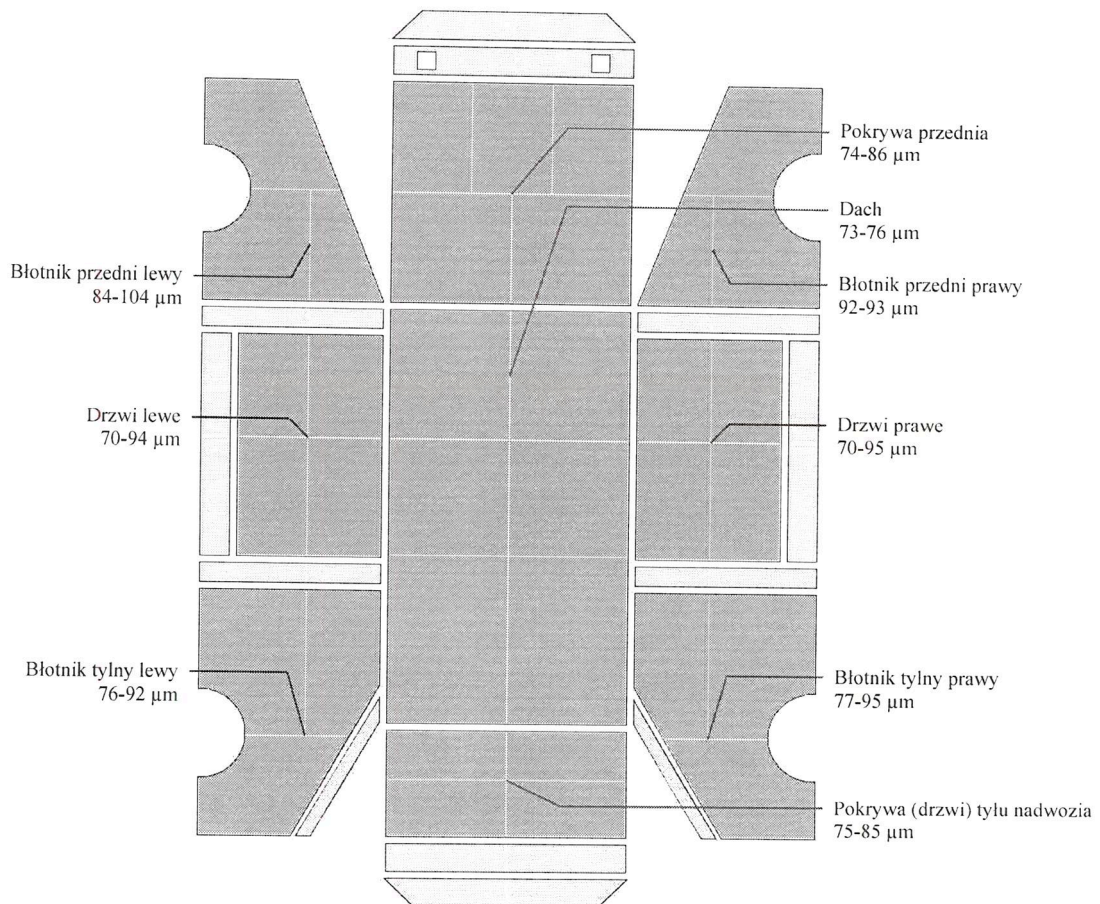 Pokrywa przednia
74-86 µm
Dach
73-76 µm
Błotnik przedni lewy
84-104 µm
Błotnik przedni prawy
92-93 µm
Drzwi lewe
70-94 µm
Drzwi prawe
70-95 µm
Błotnik tylny lewy
76-92 µm
Błotnik tylny prawy
77-95 µm
Pokrywa (drzwi) tyłu nadwozia
75-85 µm